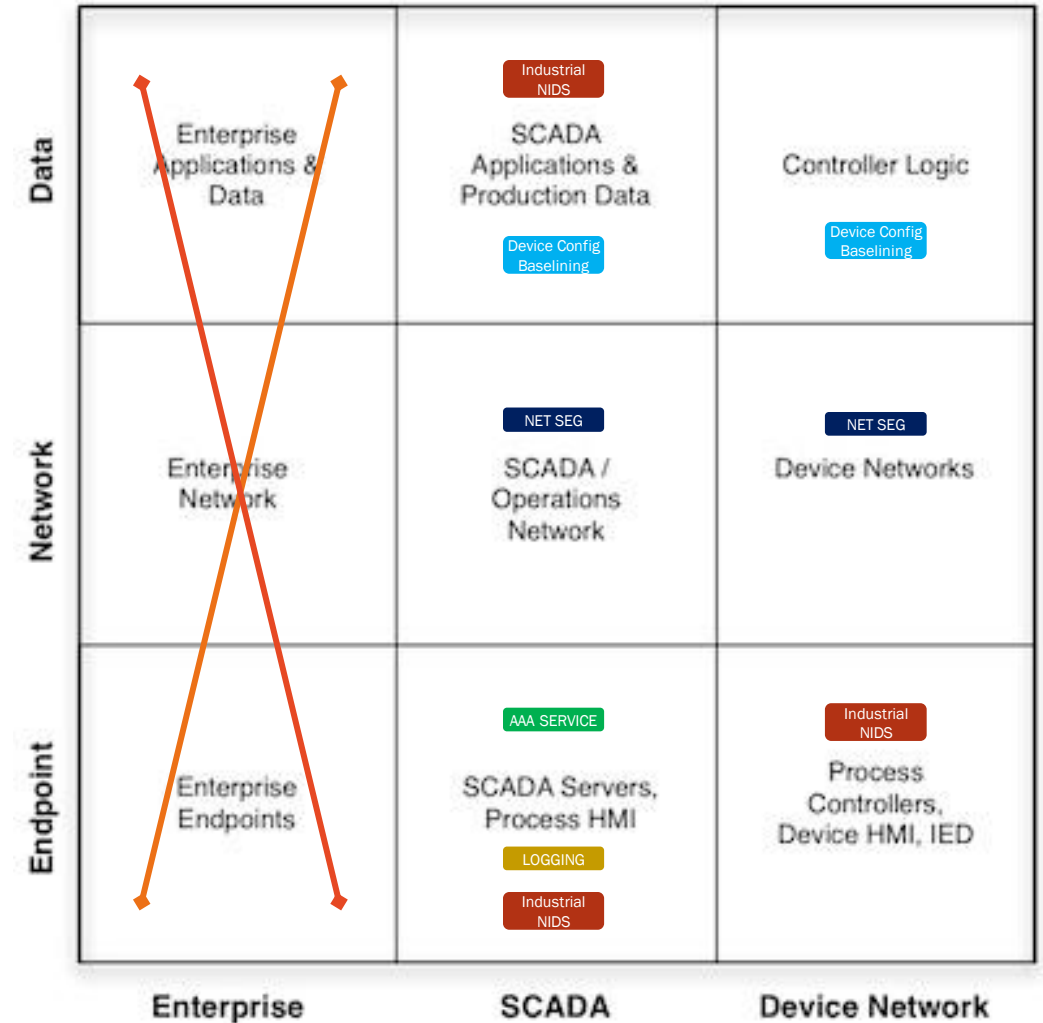 Data
Enterprise
Applications &
Data
Industrial
NIDS
SCADA
Applications &
Production Data
Device Config
Baselining
Controller Logic
Device Config
Baselining
Network
Enterprise
Network
NET SEG
SCADA /
Operations
Network
NET SEG
Device Networks
Endpoint
Enterprise
Endpoints
AAA SERVICE
SCADA Servers,
Process HMI
LOGGING
Industrial
NIDS
Industrial
NIDS
Process
Controllers,
Device HMI, IED
Enterprise
SCADA
Device Network